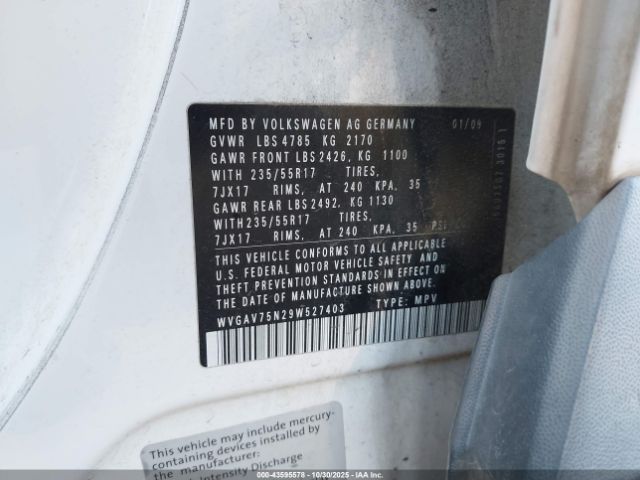 MFD BY VOLKSWAGEN AG GERMANY 01/09
GVWR LBS 4785 KG 2170
GAWR FRONT LBS 2426, KG 1100
WITH 235/55R17 TIRES,
7JX17 RIMS, AT 240 KPA, 35
GAWR REAR LBS 2492, KG 1130
WITH 235/55R17 TIRES,
7JX17 RIMS, AT 240 KPA, 35 PSI
THIS VEHICLE CONFORMS TO ALL APPLICABLE
U.S. FEDERAL MOTOR VEHICLE SAFETY AND
THEFT PREVENTION STANDARDS IN EFFECT ON
THE DATE OF MANUFACTURE SHOWN ABOVE.
WVGAV75N29W527403 TYPE: MPV
This vehicle may include mercury-
containing devices installed by
the manufacturer:
Intensity Discharge
Owner: 000-43595578 - 10/30/2025 - IAA Inc.